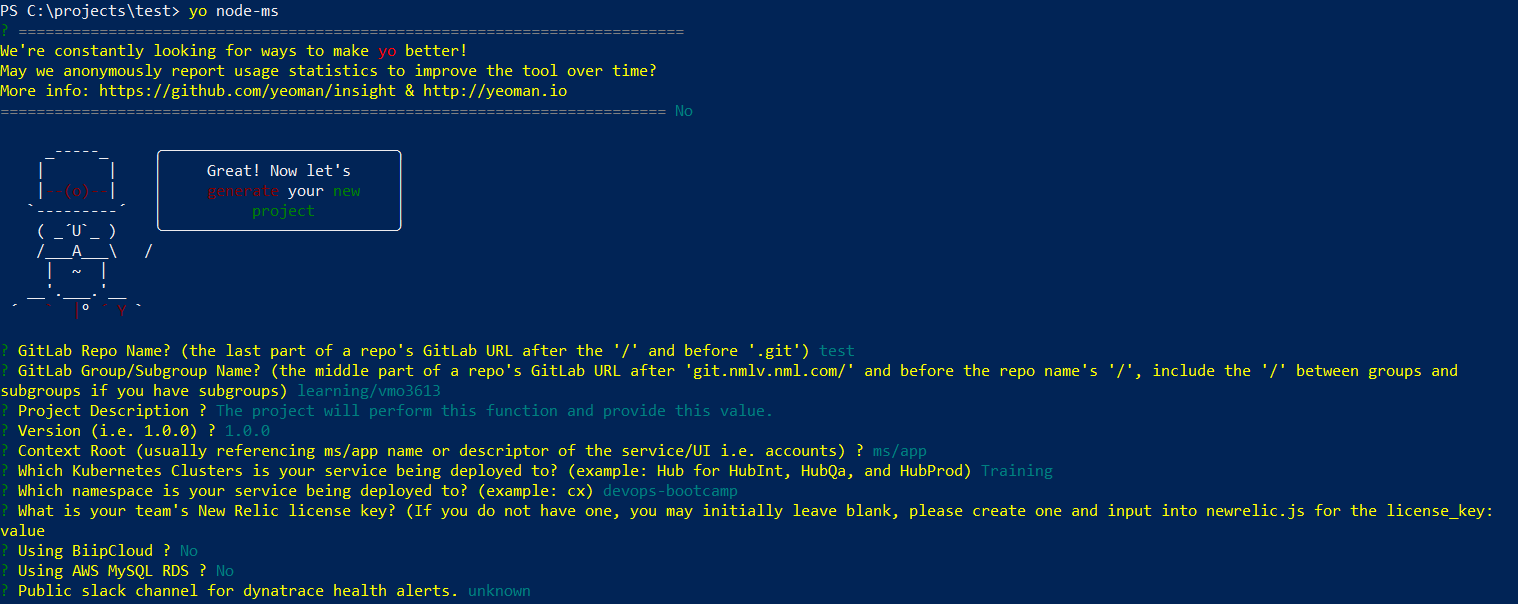 PS C:\projects\test> yo node-ms
? ==========================================================================
We're constantly looking for ways to make yo better!
May we anonymously report usage statistics to improve the tool over time?
More info: https://github.com/yeoman/insight & http://yeoman.io
========================================================================== No
     _-----_     ╭──────────────────────────╮
    |       |    │     Great! Now let's     │
    |--(o)--|    │     generate your new    │
   `---------´   │          project         │
    ( _´U`_ )    ╰──────────────────────────╯
    /___A___\   /
     |  ~  |
   __'.___.'__
 ´   `  |° ´ Y `
? GitLab Repo Name? (the last part of a repo's GitLab URL after the '/' and before '.git') test
? GitLab Group/Subgroup Name? (the middle part of a repo's GitLab URL after 'git.nmlv.nml.com/' and before the repo name's '/', include the '/' between groups and
subgroups if you have subgroups) learning/vmo3613
? Project Description ? The project will perform this function and provide this value.
? Version (i.e. 1.0.0) ? 1.0.0
? Context Root (usually referencing ms/app name or descriptor of the service/UI i.e. accounts) ? ms/app
? Which Kubernetes Clusters is your service being deployed to? (example: Hub for HubInt, HubQa, and HubProd) Training
? Which namespace is your service being deployed to? (example: cx) devops-bootcamp
? What is your team's New Relic license key? (If you do not have one, you may initially leave blank, please create one and input into newrelic.js for the license_key:
value
? Using BiipCloud ? No
? Using AWS MySQL RDS ? No
? Public slack channel for dynatrace health alerts. unknown